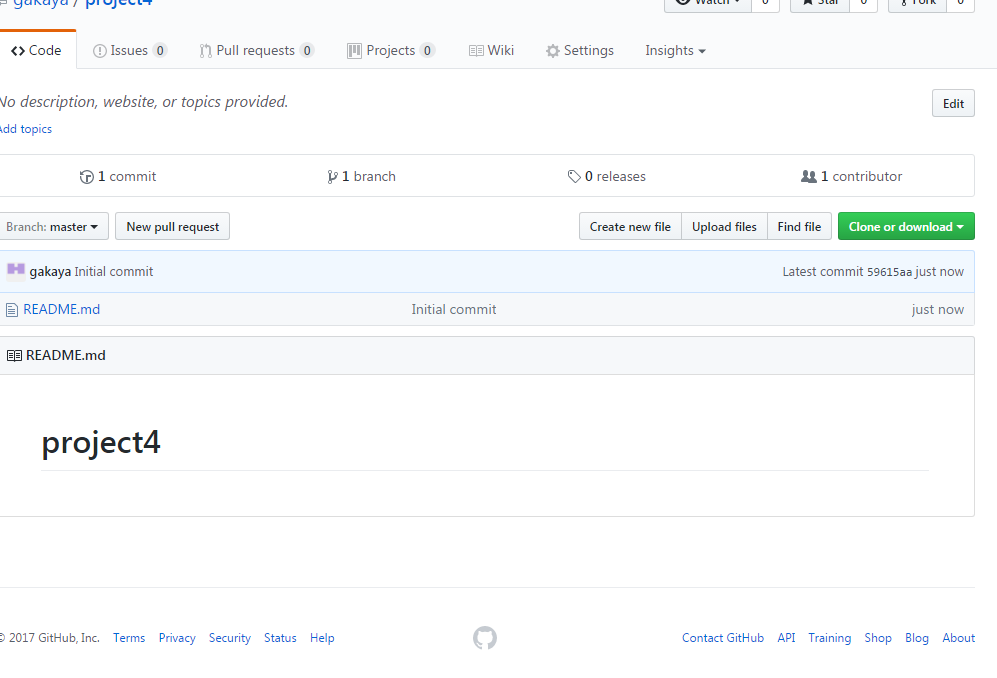 gakaya / project4
Watch 0 Star 0 Fork 0
Code Issues 0 Pull requests 0 Projects 0 Wiki Settings Insights
No description, website, or topics provided. Edit
Add topics
1 commit 1 branch 0 releases 1 contributor
Branch: master New pull request Create new file Upload files Find file Clone or download
gakaya Initial commit Latest commit 59615aa just now
README.md Initial commit just now
README.md
project4
© 2017 GitHub, Inc. Terms Privacy Security Status Help Contact GitHub API Training Shop Blog About